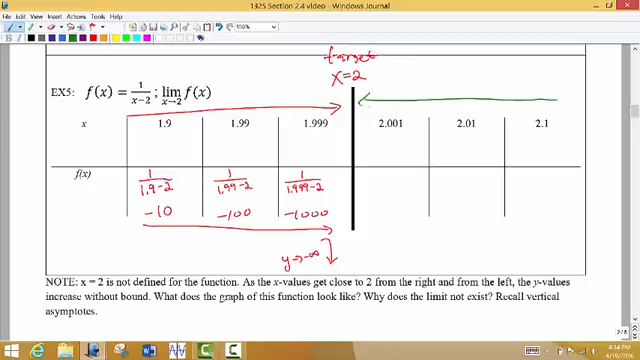 1325 Section 2.4 video - Windows Journal
File Edit View Insert Actions Tools Help
target
X=2
EX5: f(x) = 1/(x−2) ; lim x→2 f(x)
x 1.9 1.99 1.999 2.001 2.01 2.1
f(x) 1/(1.9-2) 1/(1.99-2) 1/(1.999-2)
-10 -100 -1000
y→-∞
NOTE: x = 2 is not defined for the function. As the x-values get close to 2 from the right and from the left, the y-values
increase without bound. What does the graph of this function look like? Why does the limit not exist? Recall vertical
asymptotes.
2/8
4:14 PM